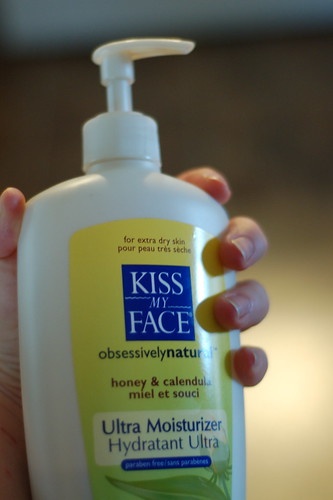 for extra dry skin
pour peau très sèche
KISS
MY
FACE®
obsessivelynatural™
honey & calendula
miel et souci
Ultra Moisturizer
Hydratant Ultra
paraben free/sans parabènes